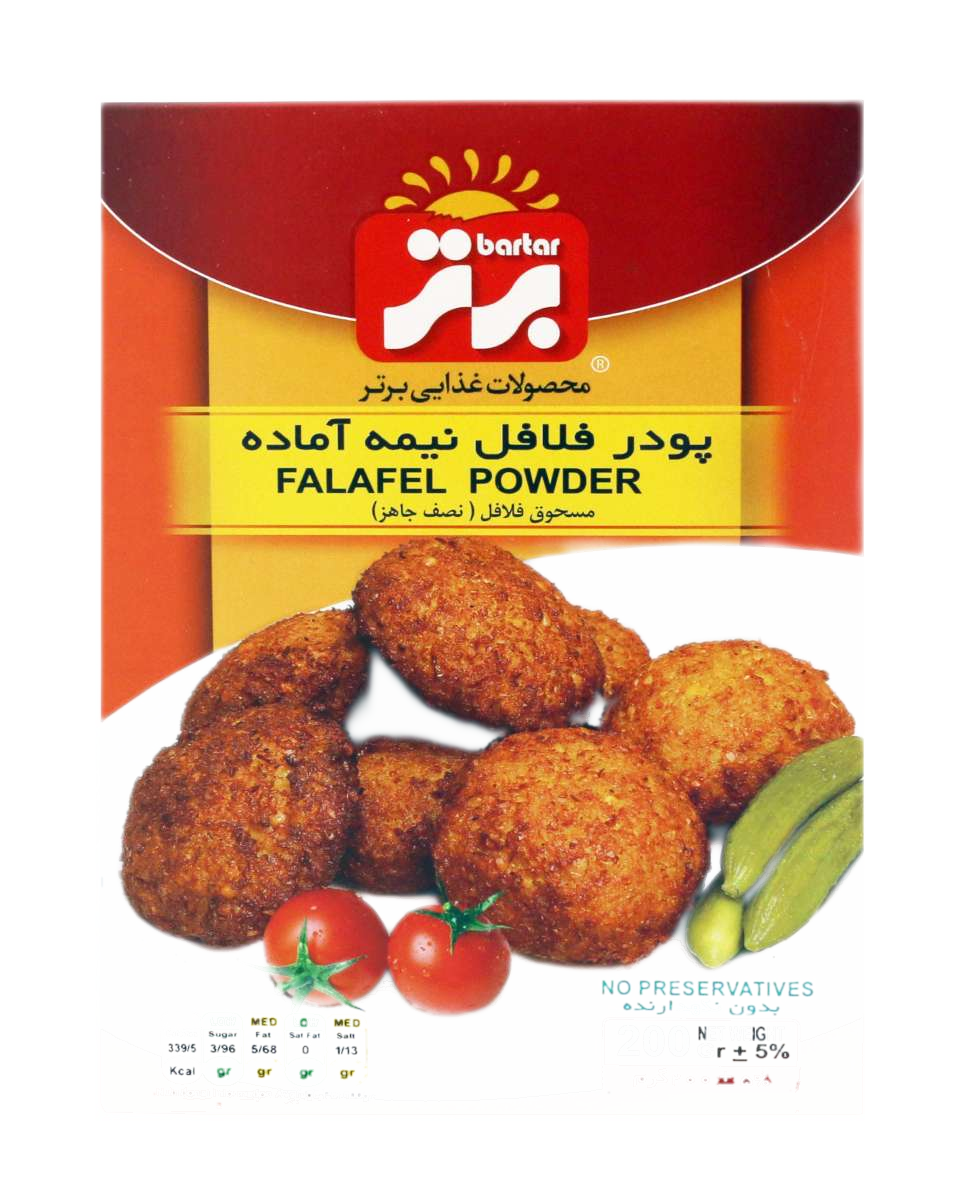 bartar
برتر
®
محصولات غذایی برتر
پودر فلافل نیمه آماده
FALAFEL POWDER
مسحوق فلافل ( نصف جاهز)
NO PRESERVATIVES
بدون
MED MED
Sugar Fat Sat Fat Salt
339/5 3/96 5/68 0 1/13
Kcal gr gr gr gr
± 5%